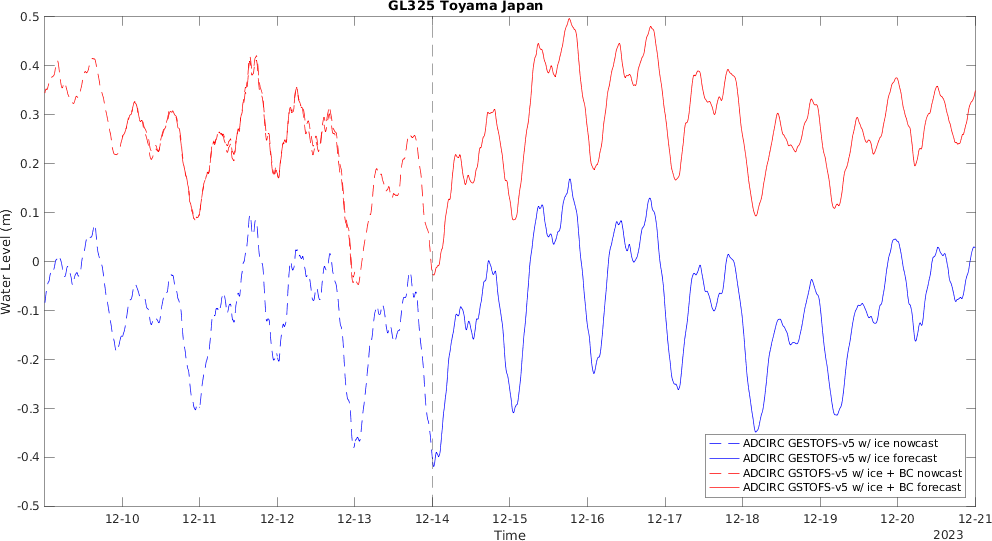 GL325 Toyama Japan
Water Level (m)
0.5
0.4
0.3
0.2
0.1
0
-0.1
-0.2
-0.3
-0.4
-0.5
ADCIRC GESTOFS-v5 w/ ice nowcast
ADCIRC GESTOFS-v5 w/ ice forecast
ADCIRC GSTOFS-v5 w/ ice + BC nowcast
ADCIRC GSTOFS-v5 w/ ice + BC forecast
12-10 12-11 12-12 12-13 12-14 12-15 12-16 12-17 12-18 12-19 12-20 12-21
Time
2023